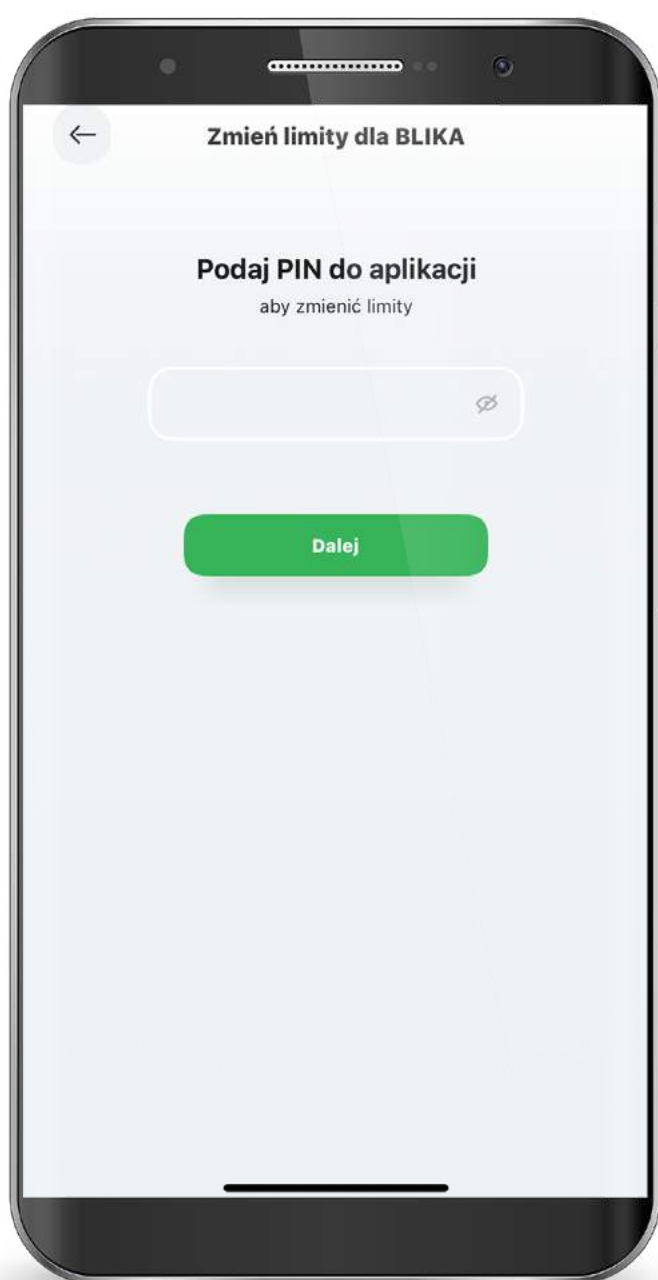 Zmień limity dla BLIKA
Podaj PIN do aplikacji
aby zmienić limity
Dalej